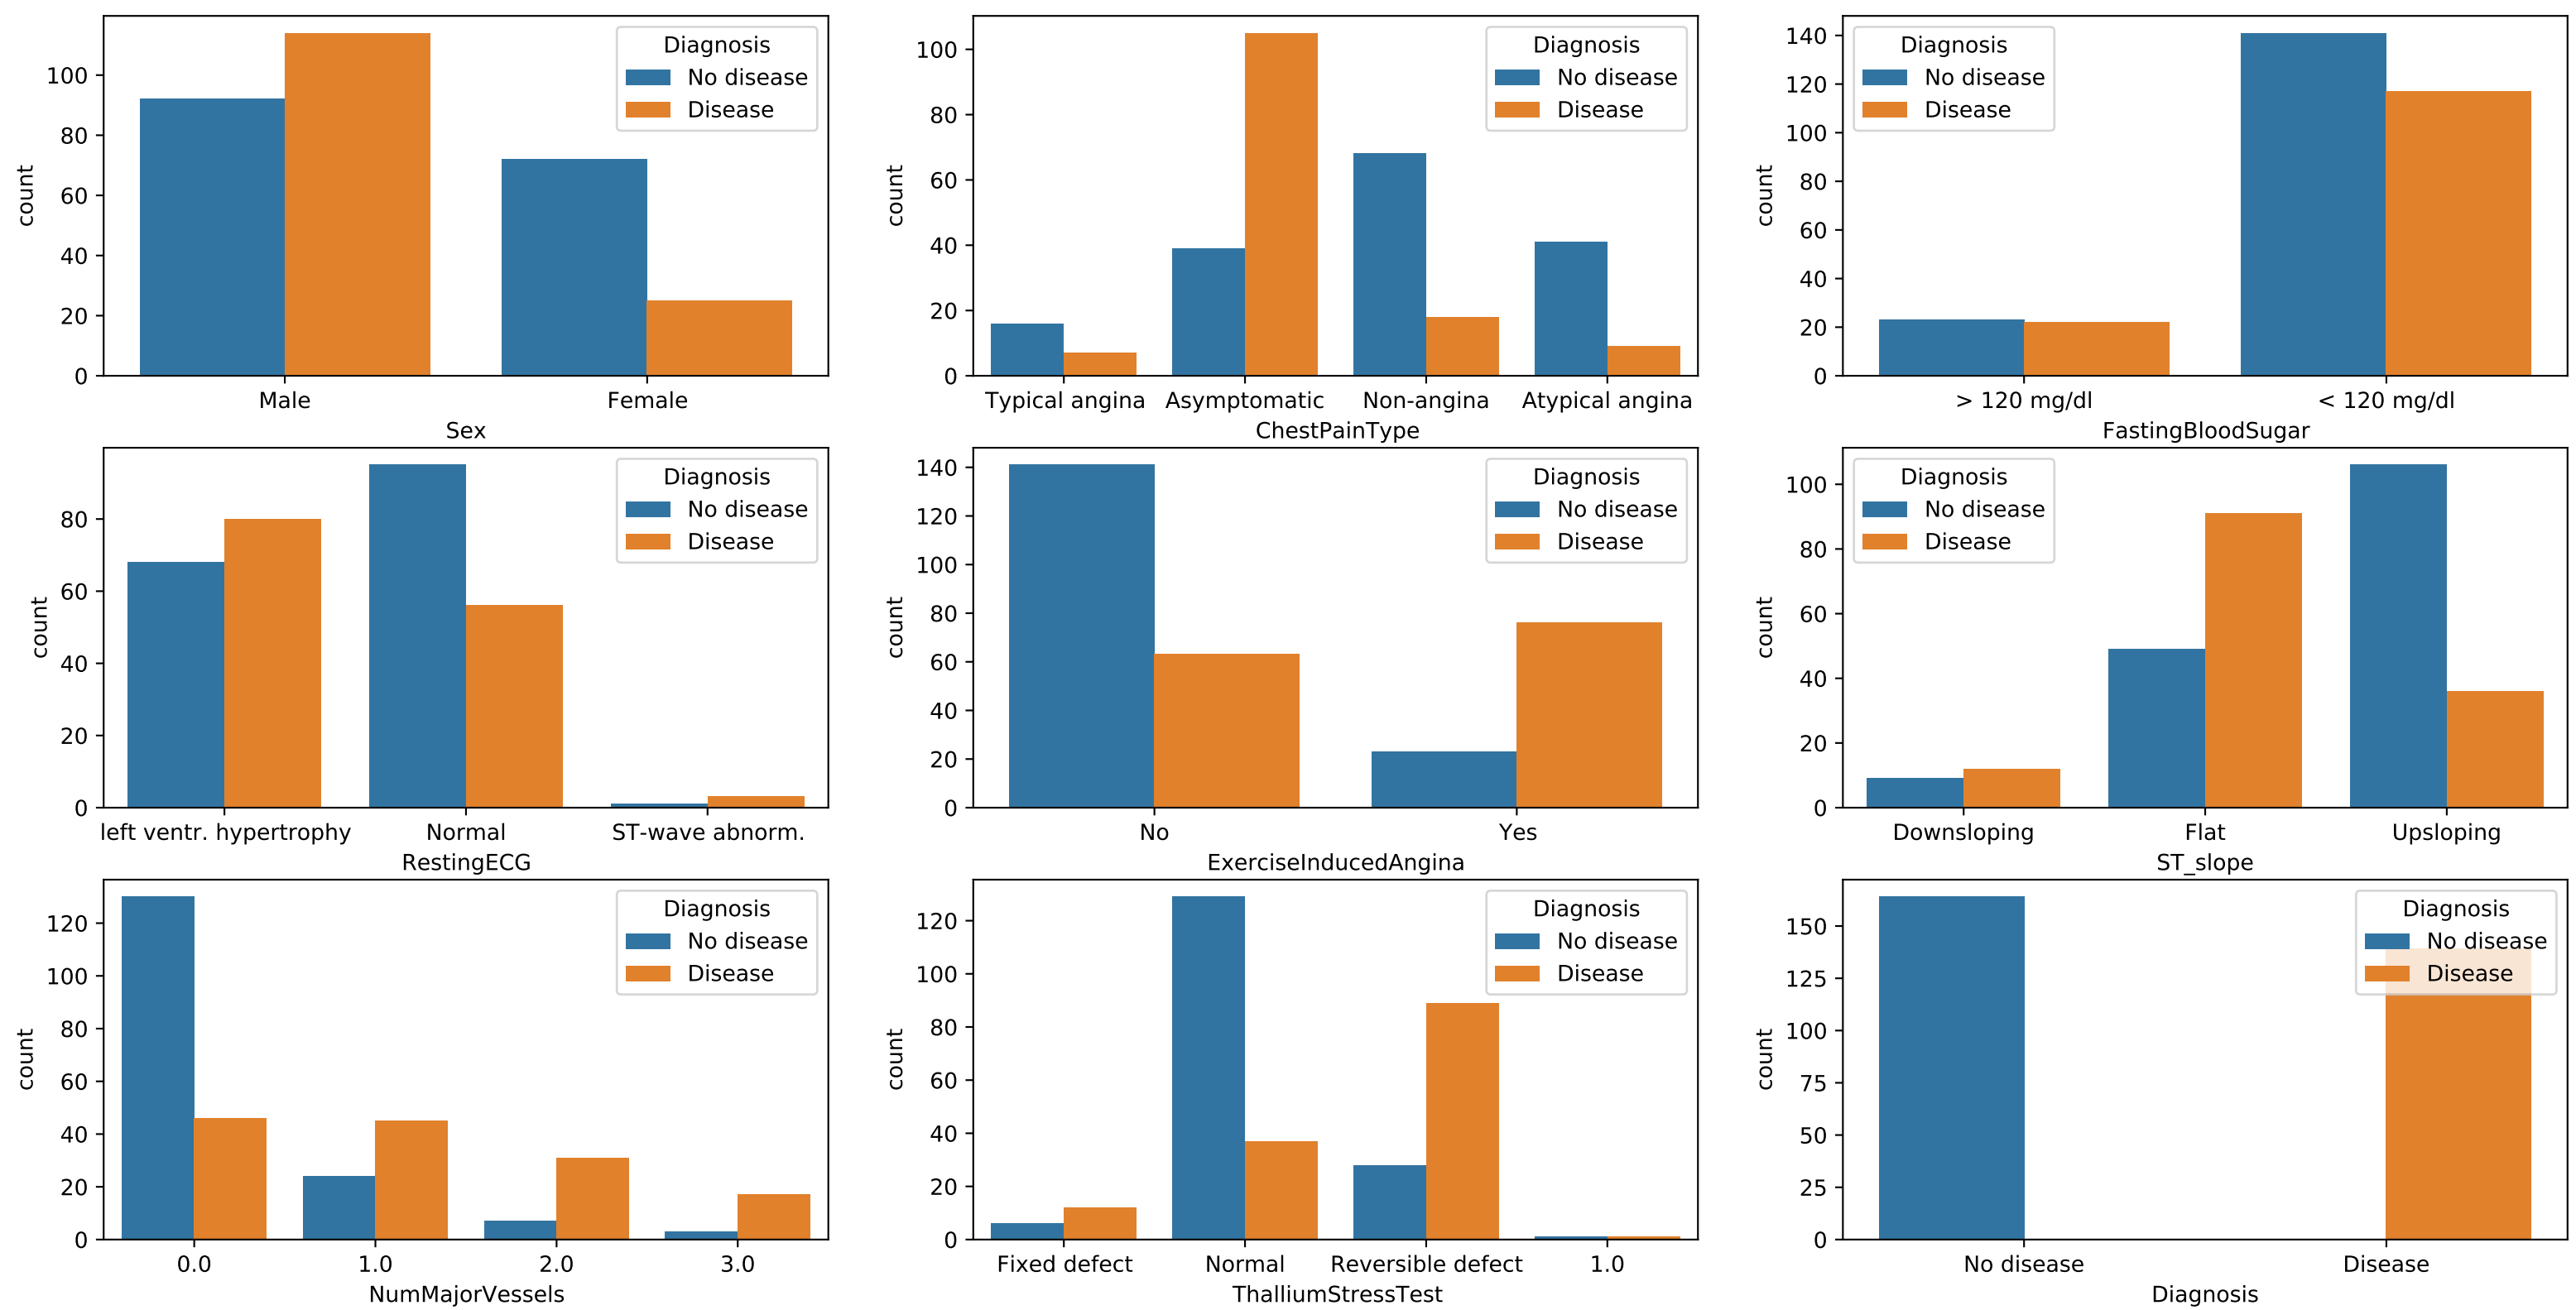 count
100
80
60
40
20
0
Diagnosis
No disease
Disease
Male Female
Sex
count
100
80
60
40
20
0
Diagnosis
No disease
Disease
Typical angina Asymptomatic Non-angina Atypical angina
ChestPainType
count
140
120
100
80
60
40
20
0
Diagnosis
No disease
Disease
> 120 mg/dl < 120 mg/dl
FastingBloodSugar
count
80
60
40
20
0
Diagnosis
No disease
Disease
left ventr. hypertrophy Normal ST-wave abnorm.
RestingECG
count
140
120
100
80
60
40
20
0
Diagnosis
No disease
Disease
No Yes
ExerciseInducedAngina
count
100
80
60
40
20
0
Diagnosis
No disease
Disease
Downsloping Flat Upsloping
ST_slope
count
120
100
80
60
40
20
0
Diagnosis
No disease
Disease
0.0 1.0 2.0 3.0
NumMajorVessels
count
120
100
80
60
40
20
0
Diagnosis
No disease
Disease
Fixed defect Normal Reversible defect 1.0
ThalliumStressTest
count
150
125
100
75
50
25
0
Diagnosis
No disease
Disease
No disease Disease
Diagnosis